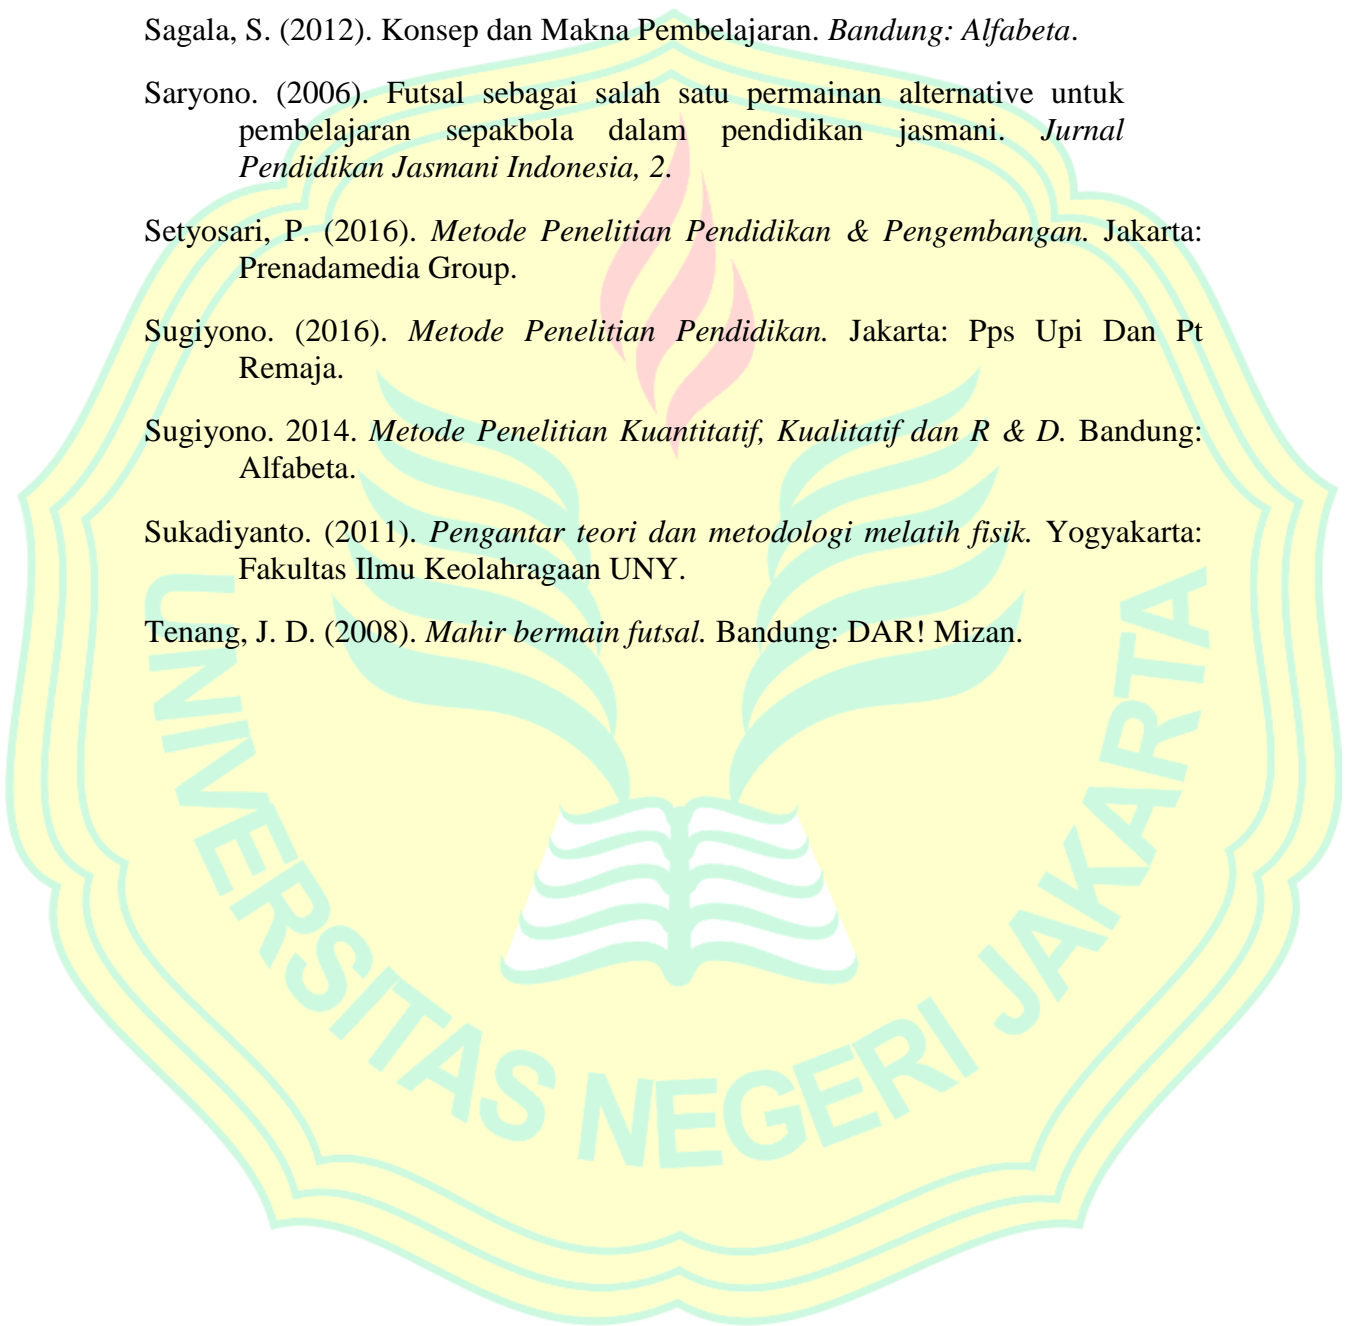 Sagala, S. (2012). Konsep dan Makna Pembelajaran. Bandung: Alfabeta.
Saryono. (2006). Futsal sebagai salah satu permainan alternative untuk
pembelajaran sepakbola dalam pendidikan jasmani. Jurnal
Pendidikan Jasmani Indonesia, 2.
Setyosari, P. (2016). Metode Penelitian Pendidikan & Pengembangan. Jakarta:
Prenadamedia Group.
Sugiyono. (2016). Metode Penelitian Pendidikan. Jakarta: Pps Upi Dan Pt
Remaja.
Sugiyono. 2014. Metode Penelitian Kuantitatif, Kualitatif dan R & D. Bandung:
Alfabeta.
Sukadiyanto. (2011). Pengantar teori dan metodologi melatih fisik. Yogyakarta:
Fakultas Ilmu Keolahragaan UNY.
Tenang, J. D. (2008). Mahir bermain futsal. Bandung: DAR! Mizan.
UNIVERSITAS NEGERI JAKARTA